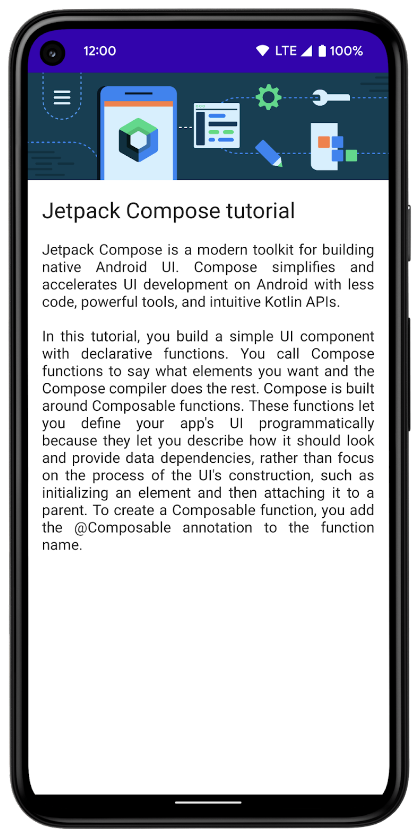 12:00
LTE
100%
Jetpack Compose tutorial
Jetpack Compose is a modern toolkit for building
native Android UI. Compose simplifies and
accelerates UI development on Android with less
code, powerful tools, and intuitive Kotlin APIs.
In this tutorial, you build a simple UI component
with declarative functions. You call Compose
functions to say what elements you want and the
Compose compiler does the rest. Compose is built
around Composable functions. These functions let
you define your app's UI programmatically
because they let you describe how it should look
and provide data dependencies, rather than focus
on the process of the UI's construction, such as
initializing an element and then attaching it to a
parent. To create a Composable function, you add
the @Composable annotation to the function
name.